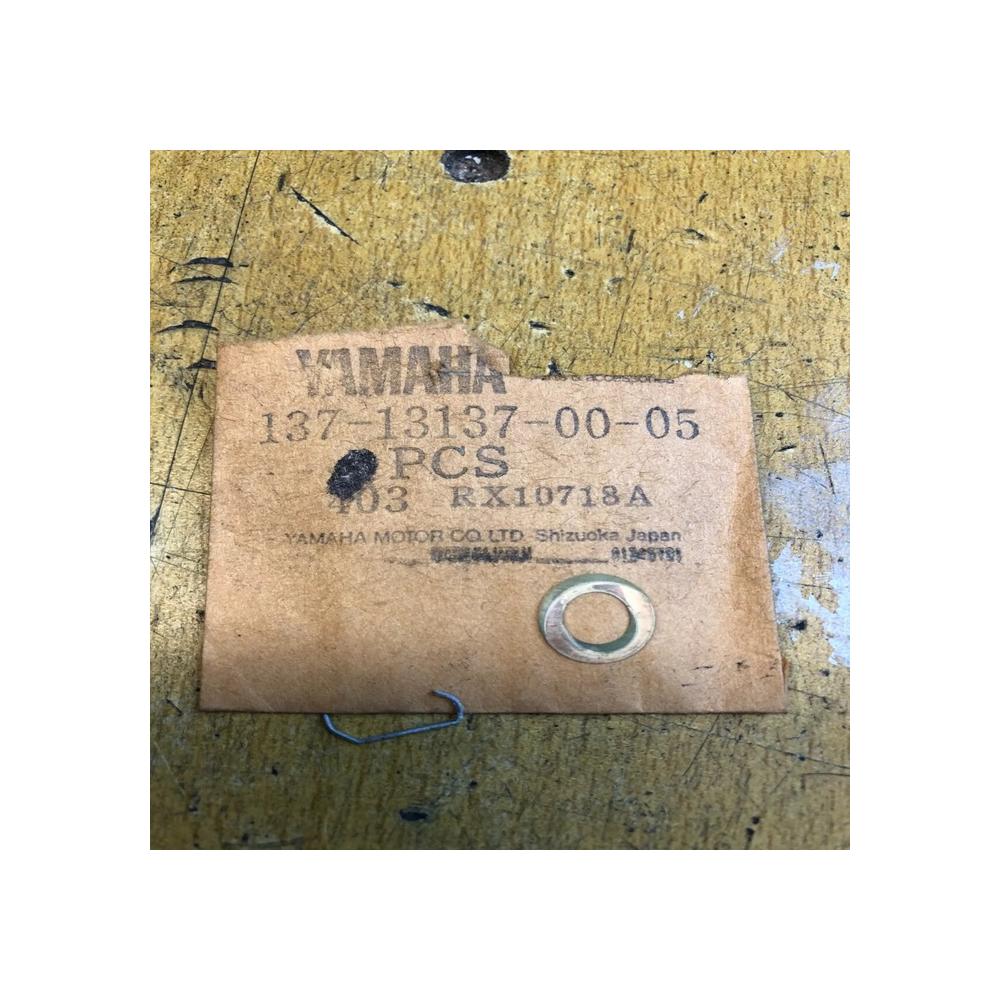 YAMAHA
137-13137-00-05
PCS
403 RX10718A
YAMAHA MOTOR CO. LTD. Shizuoka Japan